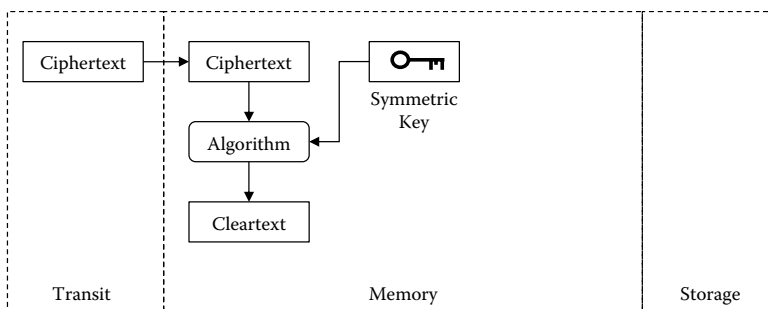 Ciphertext
Ciphertext
Symmetric
Key
Algorithm
Cleartext
Transit
Memory
Storage